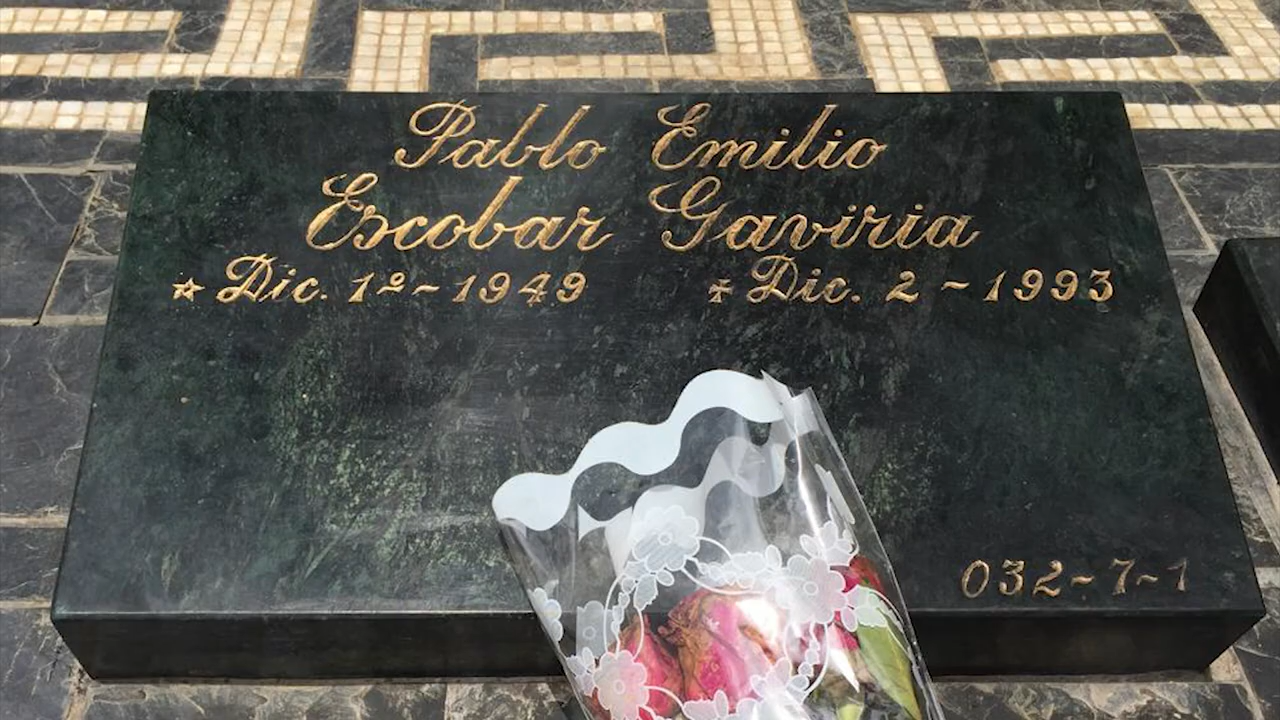 Pablo Emilio
Escobar Gaviria
☆ Dic. 1º ~ 1949 ✠ Dic. 2 ~ 1993
032~7~1